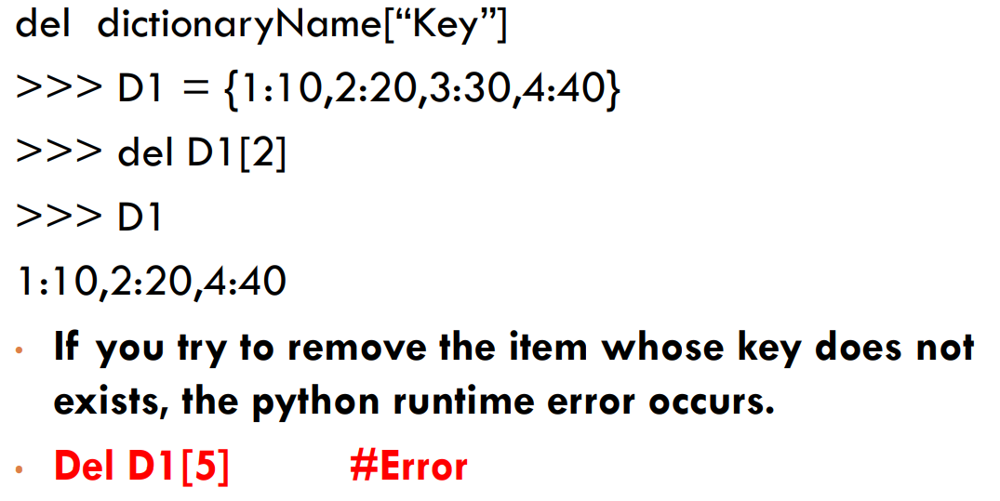 del dictionaryName[“Key”]
>>> D1 = {1:10,2:20,3:30,4:40}
>>> del D1[2]
>>> D1
1:10,2:20,4:40
• If you try to remove the item whose key does not
exists, the python runtime error occurs.
• Del D1[5] #Error